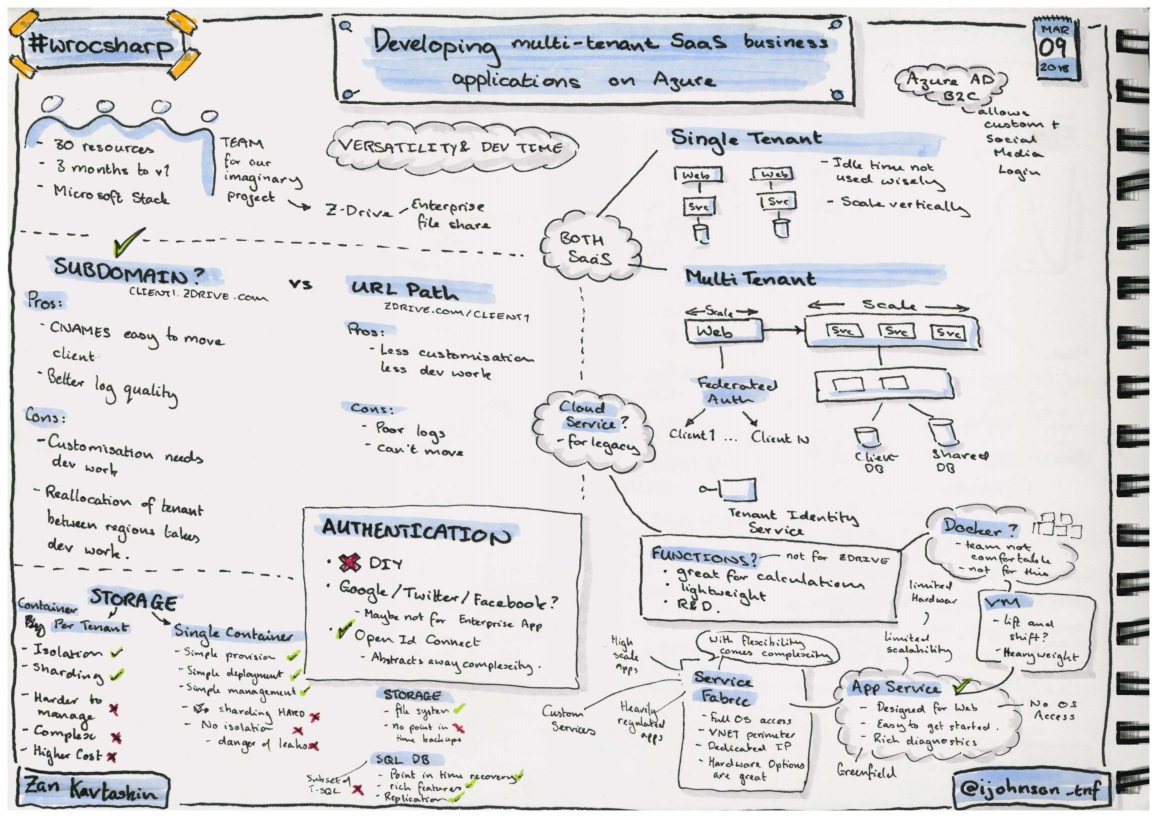 #wrocsharp
Developing multi-tenant SaaS business
applications on Azure
MAR
09
2018
Azure AD
B2C
allows
custom +
Social
Media
Login
- 30 resources
- 3 months to v1
- Microsoft Stack
TEAM
for our
imaginary
project
VERSATILITY & DEV TIME
Z-Drive
Enterprise
file share
BOTH
SaaS
Single Tenant
Web
Web
Src
Src
- Idle time not
used wisely
- Scale vertically
SUBDOMAIN?
CLIENT1.ZDRIVE.com
Pros:
- CNAMES easy to move
client
- Better log quality
Cons:
- Customisation needs
dev work
- Reallocation of tenant
between regions takes
dev work.
vs
URL Path
ZDRIVE.COM/CLIENT1
Pros:
- Less customisation
less dev work
Cons:
- Poor logs
- Can't move
Multi Tenant
Scale
Web
Scale
Src
Src
Src
Federated
Auth
Client 1 ... Client N
Client
DB
Shared
DB
Tenant Identity
Service
Cloud
Service?
- for legacy
AUTHENTICATION
· DIY
· Google/Twitter/Facebook?
- Maybe not for Enterprise App
· Open Id Connect
- Abstracts away complexity.
FUNCTIONS?
not for ZDRIVE
· great for calculations
· lightweight
· R&D.
Docker?
- team not
comfortable
- not for this
VM
- Lift and
shift?
- Heavyweight
limited
Hardwar
limited
scalability
STORAGE
Container
Per Tenant
- Isolation
- Sharding
- Harder to
manage
- Complex
- Higher Cost
Single Container
- Simple provision
- Simple deployment
- Simple management
- sharding HARD
- No isolation
- danger of leaks
STORAGE
- file system
- no point in
time backups
SQL DB
- Point in time recovery
- rich features
- Replication
Subset of
T-SQL
With flexibility
comes complexity
High
scale
apps
Custom
Services
Heavily
regulated
apps
Service
Fabric
- Full OS access
- VNET perimeter
- Dedicated IP
- Hardware Options
are great
App Service
- Designed for Web
- Easy to get started.
- Rich diagnostics
No OS
Access
Greenfield
Zan Kavtaskin
@ijohnson_tnf